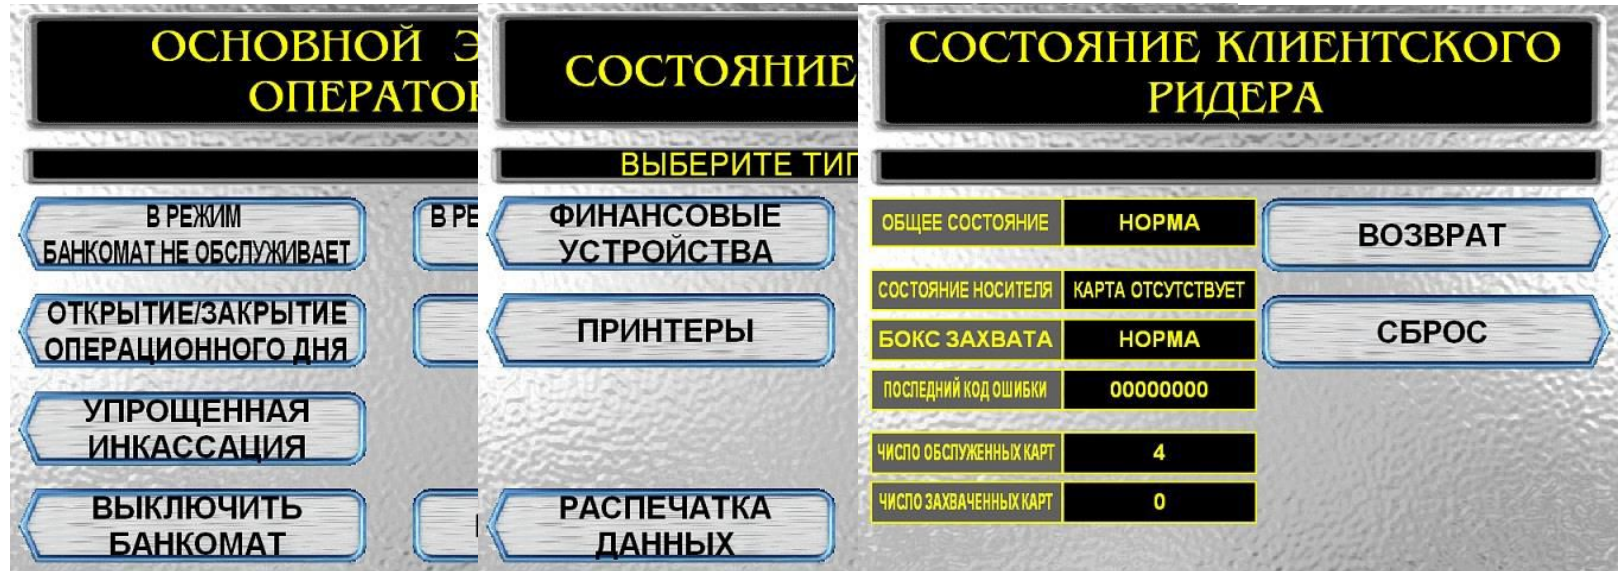 ОСНОВНОЙ Э
ОПЕРАТО
В РЕЖИМ
БАНКОМАТ НЕ ОБСЛУЖИВАЕТ
В РЕ
ОТКРЫТИЕ/ЗАКРЫТИЕ
ОПЕРАЦИОННОГО ДНЯ
УПРОЩЕННАЯ
ИНКАССАЦИЯ
ВЫКЛЮЧИТЬ
БАНКОМАТ
СОСТОЯНИЕ
ВЫБЕРИТЕ ТИП
ФИНАНСОВЫЕ
УСТРОЙСТВА
ПРИНТЕРЫ
РАСПЕЧАТКА
ДАННЫХ
СОСТОЯНИЕ КЛИЕНТСКОГО
РИДЕРА
ОБЩЕЕ СОСТОЯНИЕ НОРМА
ВОЗВРАТ
СОСТОЯНИЕ НОСИТЕЛЯ КАРТА ОТСУТСТВУЕТ
БОКС ЗАХВАТА НОРМА
СБРОС
ПОСЛЕДНИЙ КОД ОШИБКИ 00000000
ЧИСЛО ОБСЛУЖЕННЫХ КАРТ 4
ЧИСЛО ЗАХВАЧЕННЫХ КАРТ 0